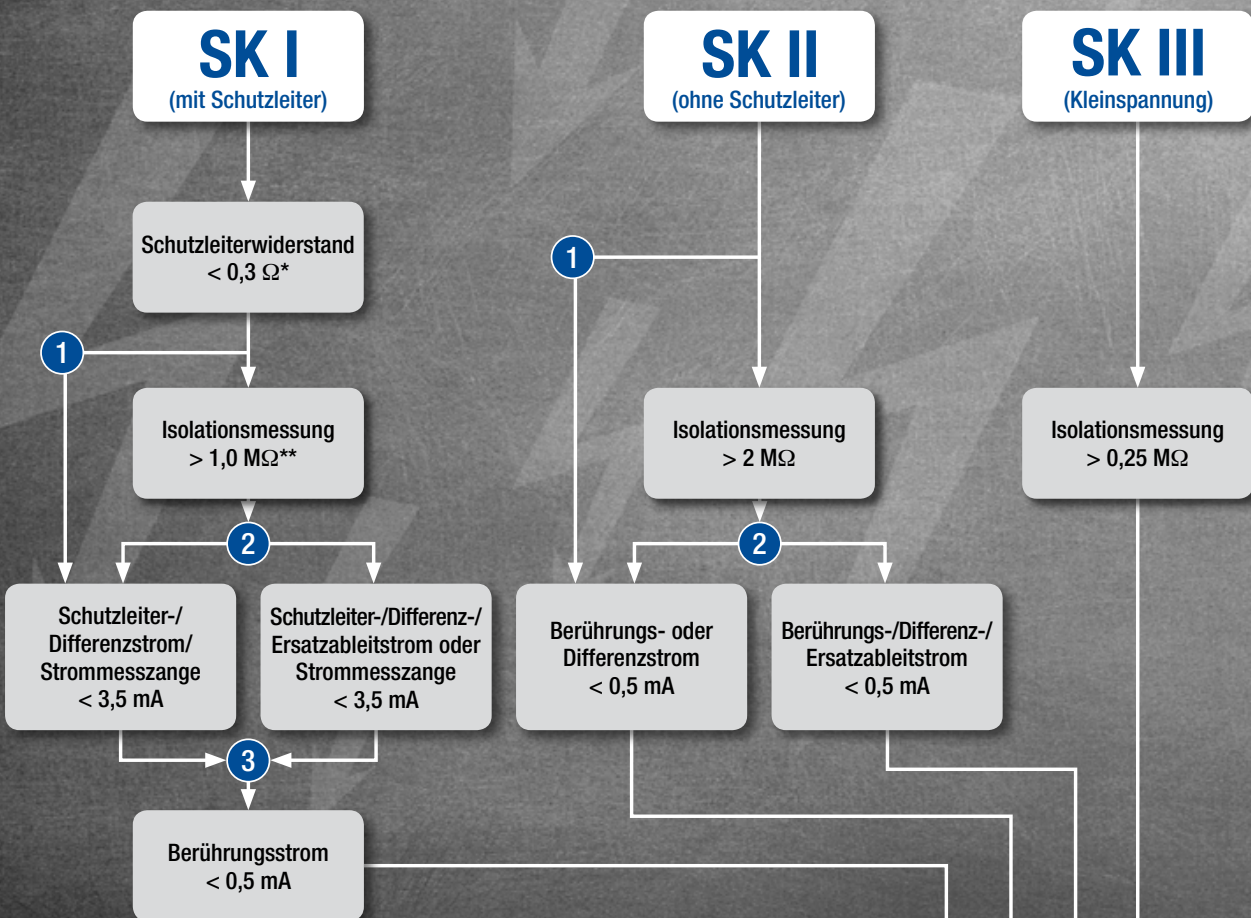 SK I
(mit Schutzleiter)
SK II
(ohne Schutzleiter)
SK III
(Kleinspannung)
Schutzleiterwiderstand
< 0,3 Ω*
1
1
Isolationsmessung
> 1,0 MΩ**
Isolationsmessung
> 2 MΩ
Isolationsmessung
> 0,25 MΩ
2
2
Schutzleiter-/
Differenzstrom/
Strommesszange
< 3,5 mA
Schutzleiter-/Differenz-/
Ersatzableitstrom oder
Strommesszange
< 3,5 mA
Berührungs- oder
Differenzstrom
< 0,5 mA
Berührungs-/Differenz-/
Ersatzableitstrom
< 0,5 mA
3
Berührungsstrom
< 0,5 mA